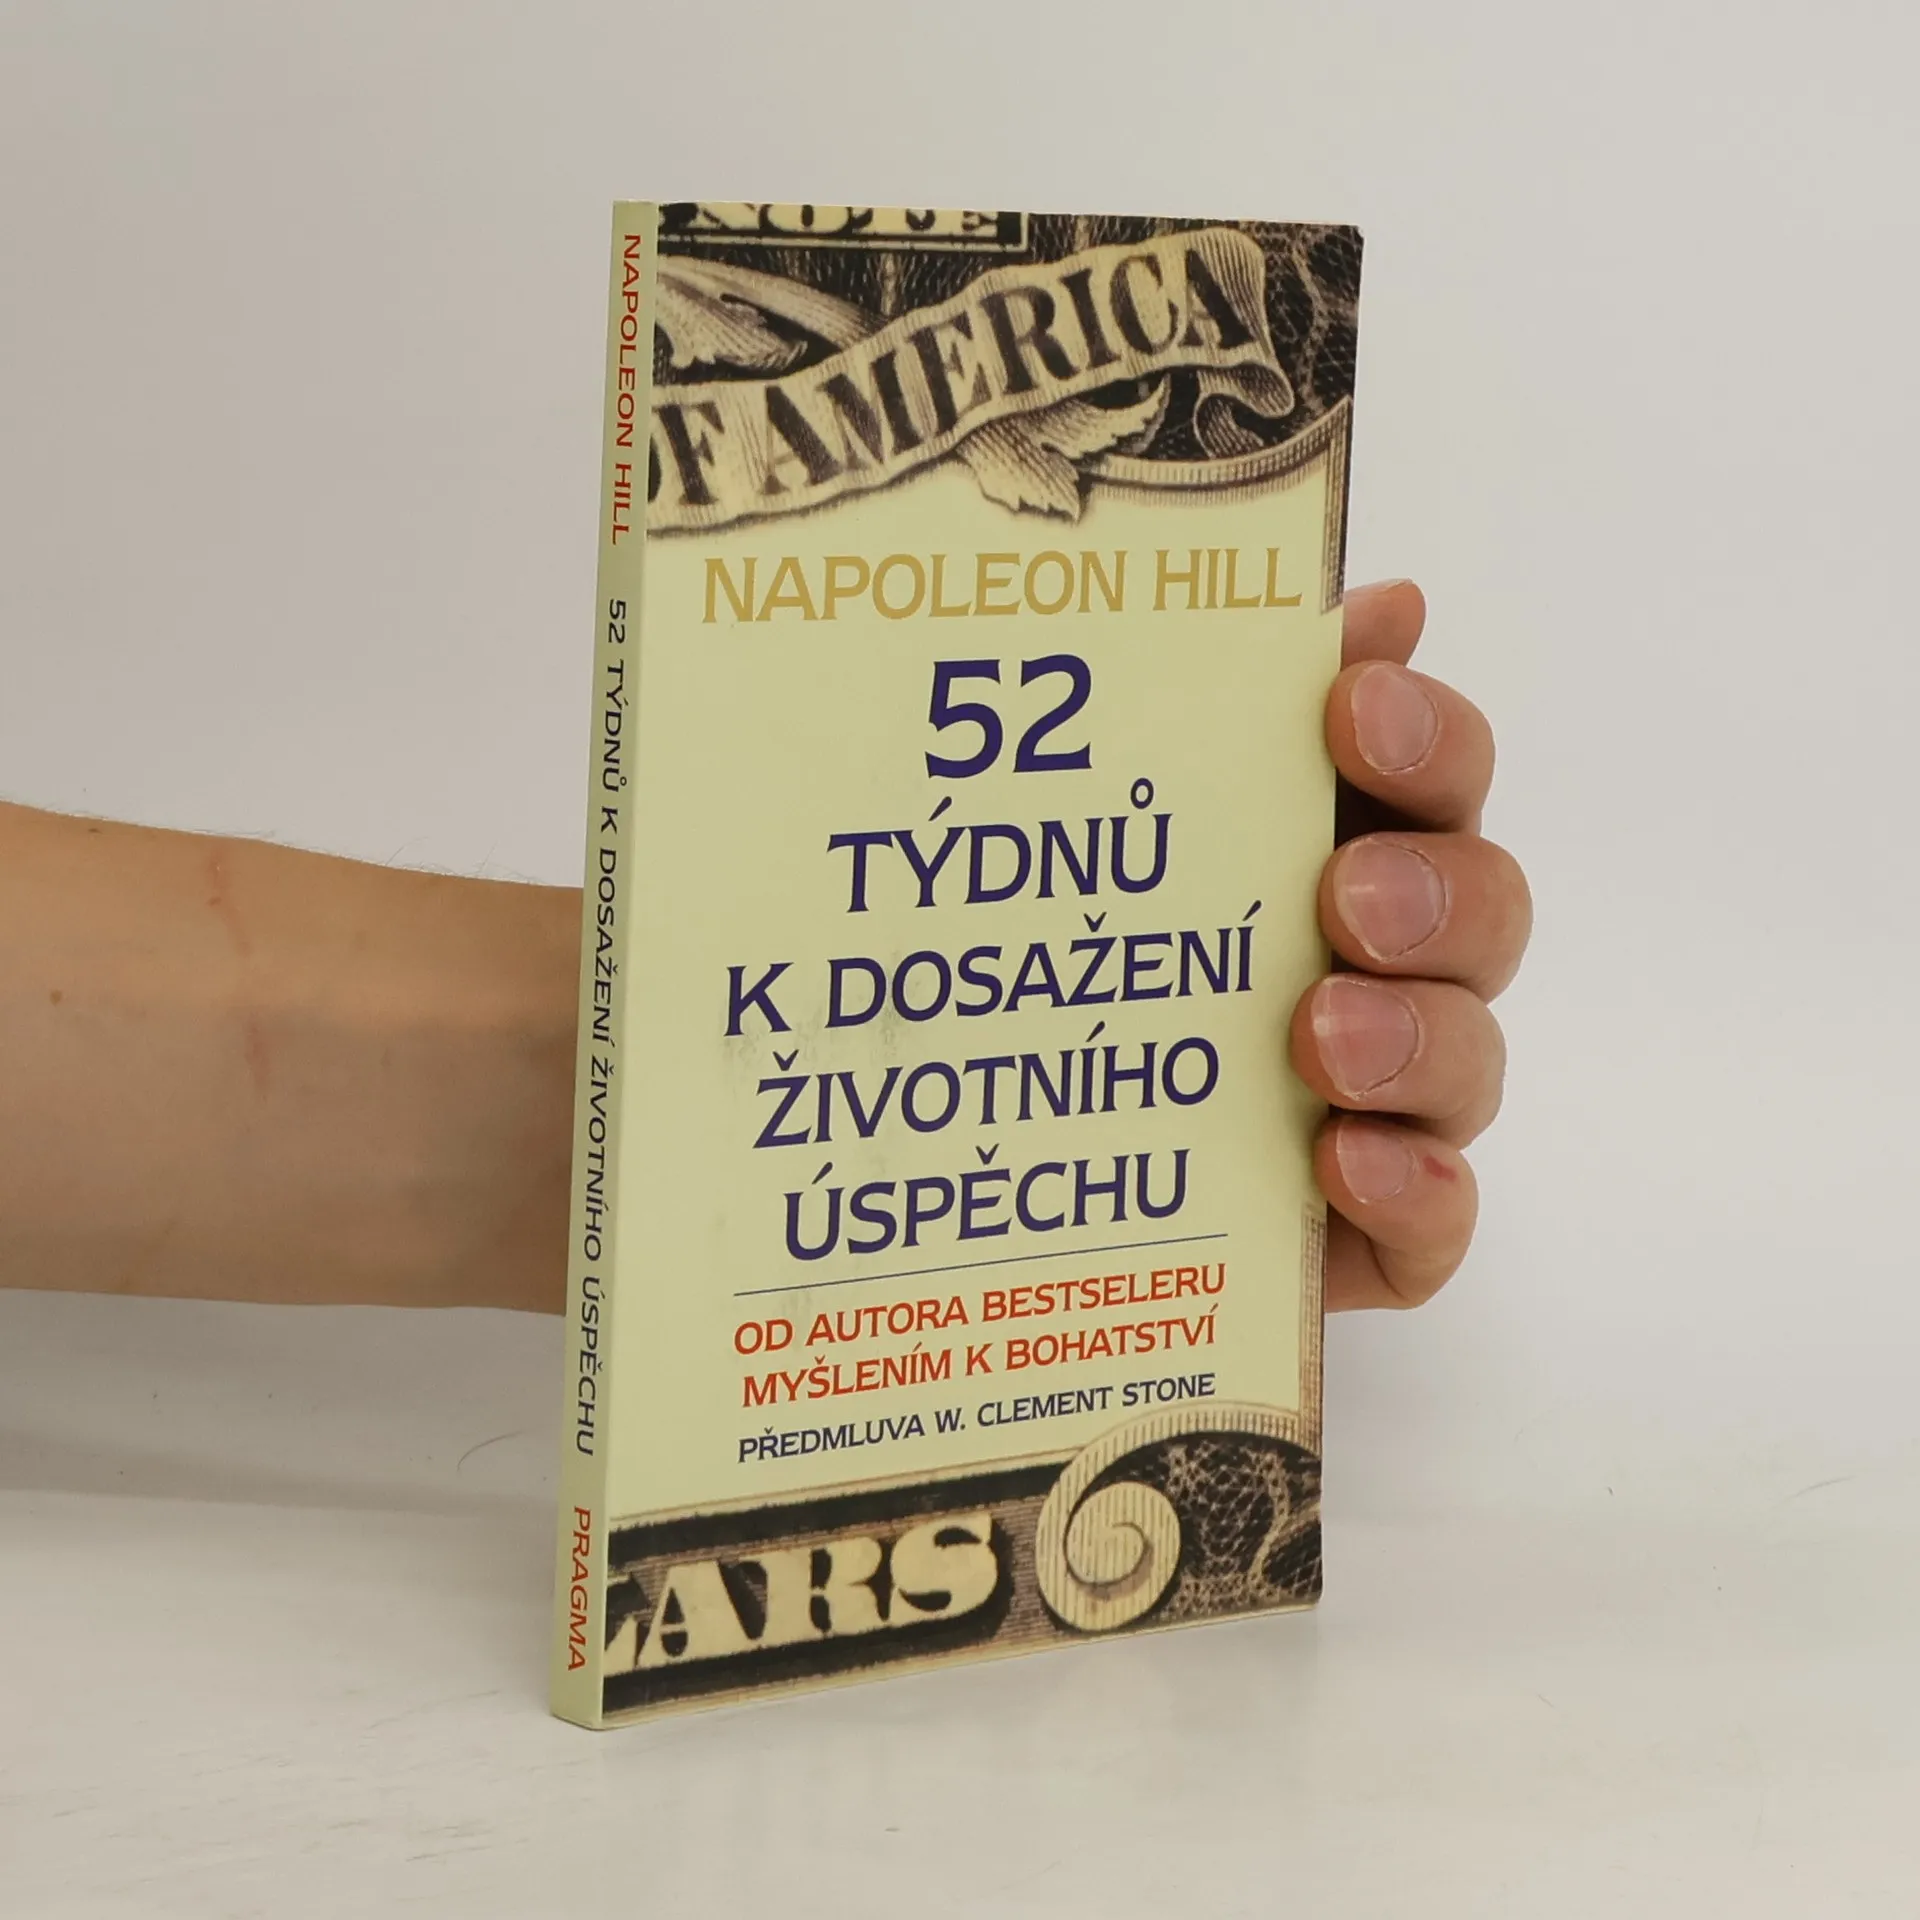 NAPOLEON HILL 52 TÝDNŮ K DOSAŽENÍ ŽIVOTNÍHO ÚSPĚCHU PRAGMA
NOTE
OF AMERICA
NAPOLEON HILL
52
TÝDNŮ
K DOSAŽENÍ
ŽIVOTNÍHO
ÚSPĚCHU
OD AUTORA BESTSELERU
MYŠLENÍM K BOHATSTVÍ
PŘEDMLUVA W. CLEMENT STONE
LARS